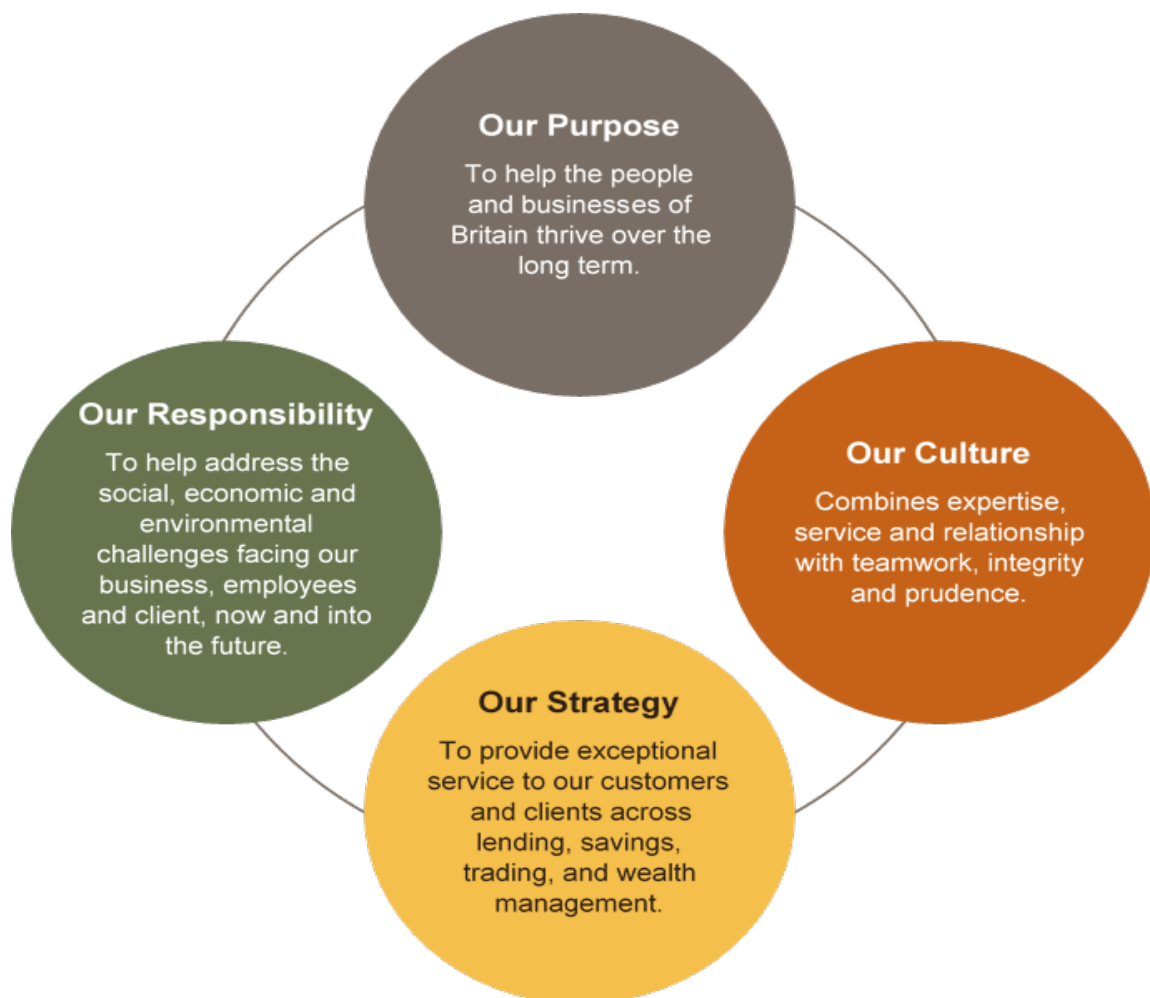 Our Purpose
To help the people
and businesses of
Britain thrive over the
long term.
Our Responsibility
To help address the
social, economic and
environmental
challenges facing our
business, employees
and client, now and into
the future.
Our Culture
Combines expertise,
service and relationship
with teamwork, integrity
and prudence.
Our Strategy
To provide exceptional
service to our customers
and clients across
lending, savings,
trading, and wealth
management.